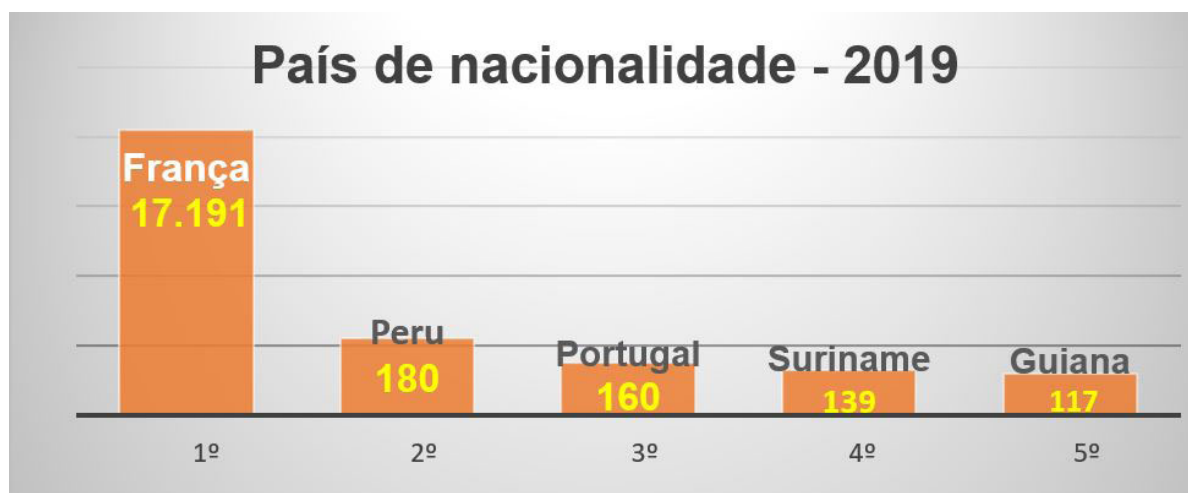 País de nacionalidade - 2019
França
17.191
Peru
180
Portugal
160
Suriname
139
Guiana
117
1º
2º
3º
4º
5º